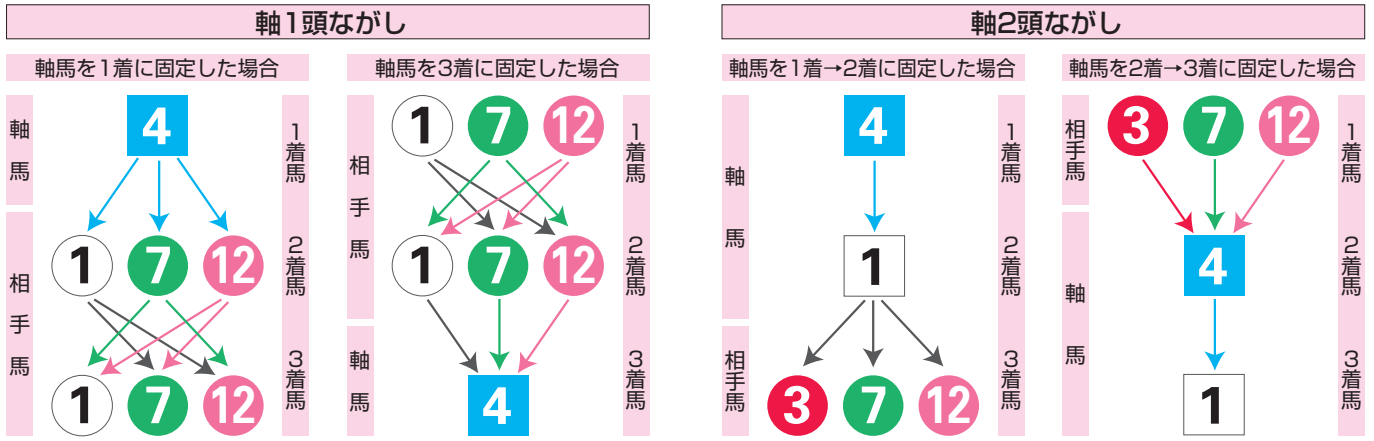 軸1頭ながし
軸馬を1着に固定した場合
軸馬
相手馬
4
1 7 12
1 7 12
1着馬
2着馬
3着馬
軸馬を3着に固定した場合
相手馬
軸馬
1 7 12
1 7 12
4
1着馬
2着馬
3着馬
軸2頭ながし
軸馬を1着→2着に固定した場合
軸馬
相手馬
4
1
3 7 12
1着馬
2着馬
3着馬
軸馬を2着→3着に固定した場合
相手馬
軸馬
3 7 12
4
1
1着馬
2着馬
3着馬